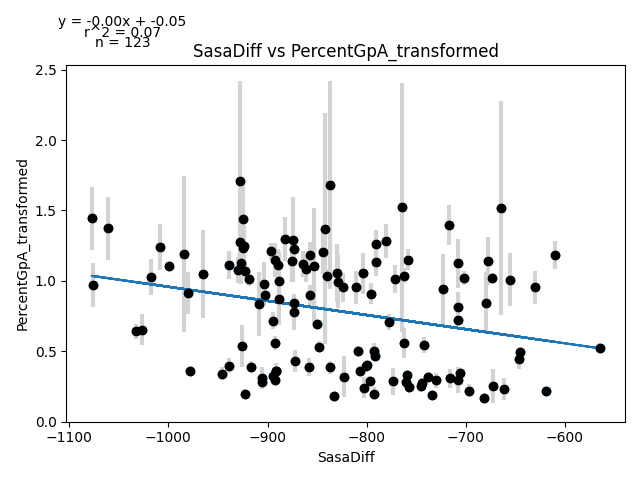 y = -0.00x + -0.05
r^2 = 0.07
n = 123
SasaDiff vs PercentGpA_transformed
2.5
2.0
1.5
1.0
0.5
0.0
PercentGpA_transformed
−1100
−1000
−900
−800
−700
−600
SasaDiff